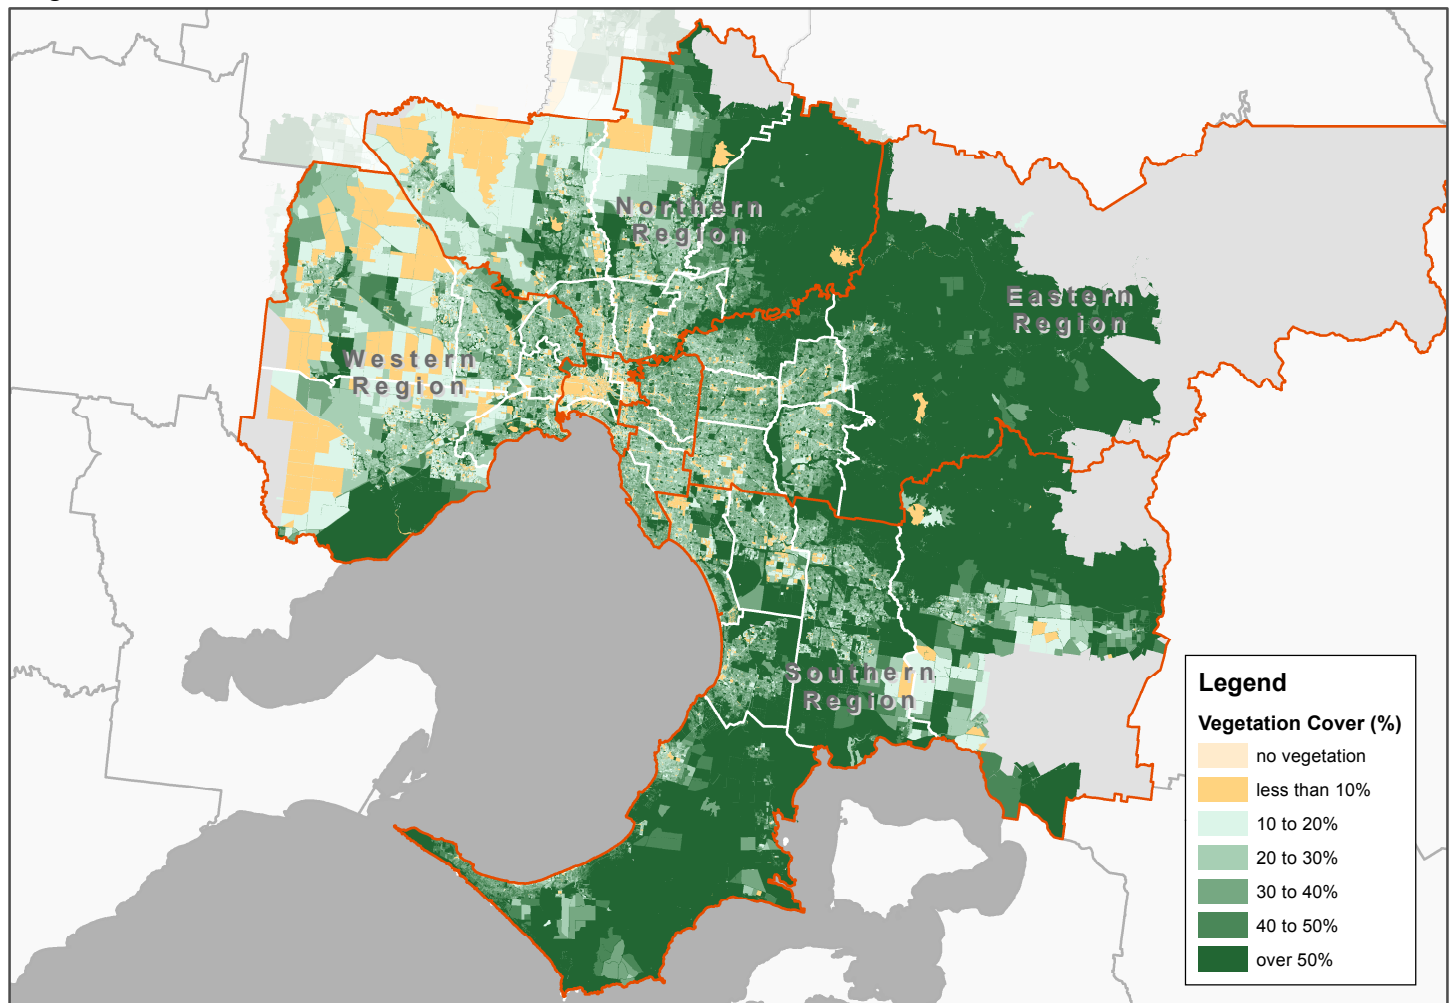 Northern
Region
Eastern
Region
Western
Region
Southern
Region
Legend
Vegetation Cover (%)
no vegetation
less than 10%
10 to 20%
20 to 30%
30 to 40%
40 to 50%
over 50%